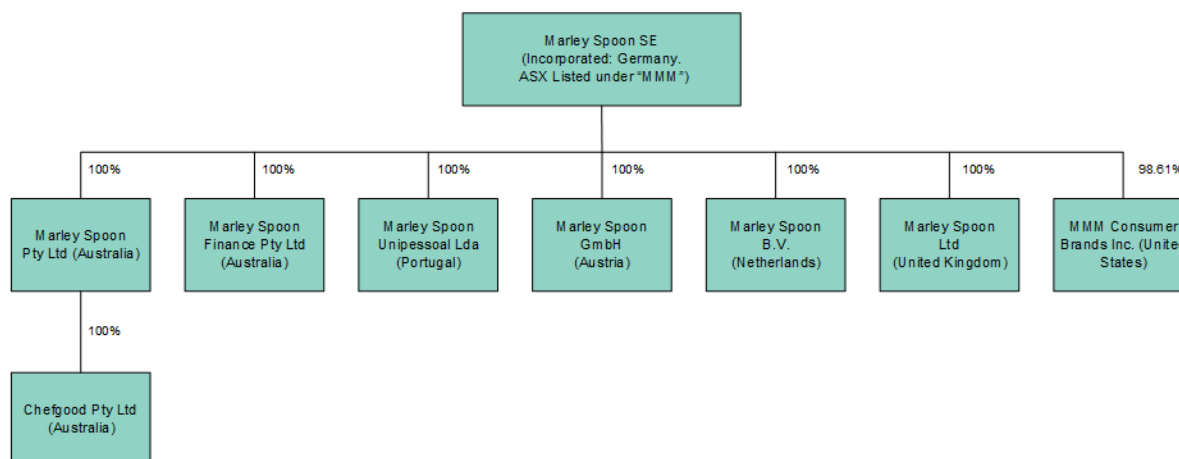 Marley Spoon SE
(Incorporated: Germany.
ASX Listed under “MMM”)
100%
100%
100%
100%
100%
100%
98.61%
Marley Spoon
Pty Ltd (Australia)
Marley Spoon
Finance Pty Ltd
(Australia)
Marley Spoon
Unipessoal Lda
(Portugal)
Marley Spoon
GmbH
(Austria)
Marley Spoon
B.V.
(Netherlands)
Marley Spoon
Ltd
(United Kingdom)
MMM Consumer
Brands Inc. (United
States)
100%
Chefgood Pty Ltd
(Australia)